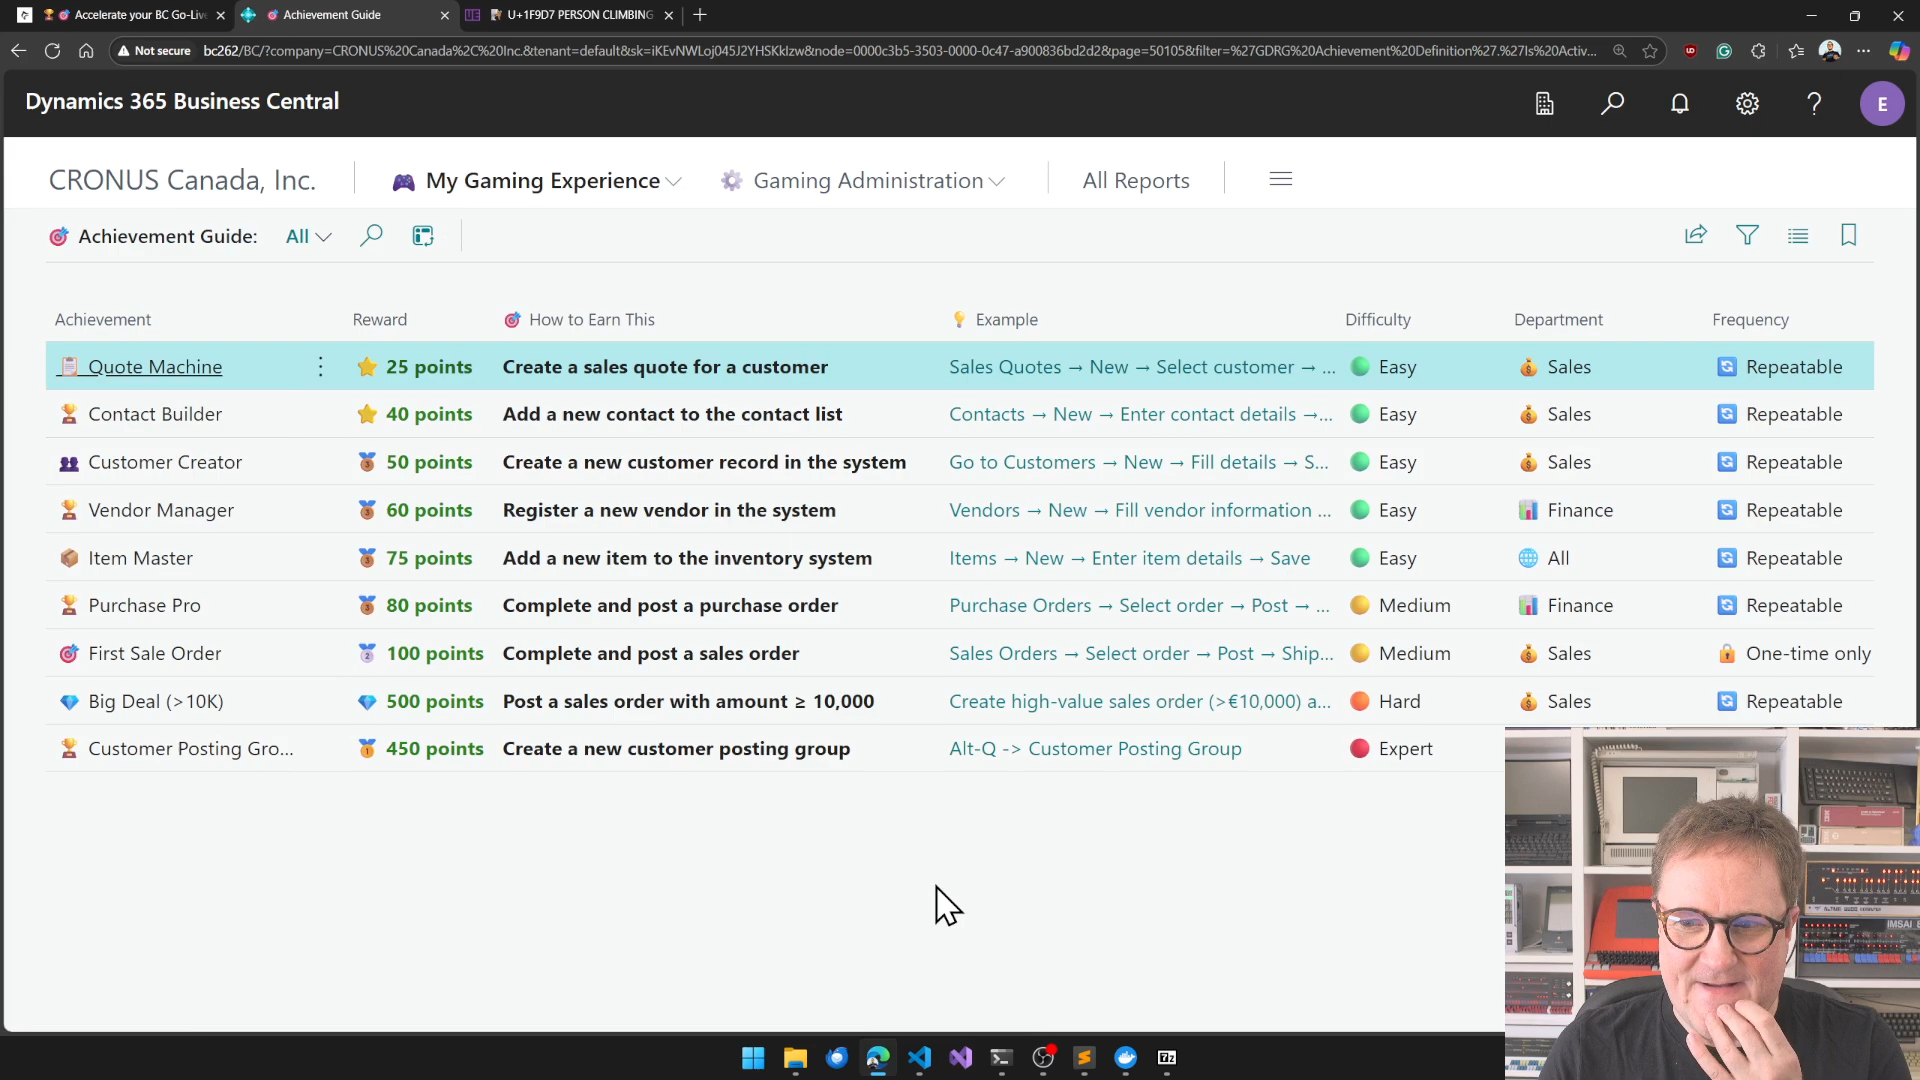 Accelerate your BC Go-Live
Achievement Guide
U+1F9D7 PERSON CLIMBING
Not secure
bc262/BC/?company=CRONUS%20Canada%2C%20Inc.&tenant=default&sk=iKEvNWLoj045J2YHSKkIzw&node=0000c3b5-3503-0000-0c47-a900836bd2d2&page=50105&filter=%27GDRG%20Achievement%20Definition%27.%27Is%20Activ...
Dynamics 365 Business Central
E
CRONUS Canada, Inc.
My Gaming Experience
Gaming Administration
All Reports
Achievement Guide:
All
Achievement Reward How to Earn This Example Difficulty Department Frequency
Quote Machine 25 points Create a sales quote for a customer Sales Quotes → New → Select customer → ... Easy Sales Repeatable
Contact Builder 40 points Add a new contact to the contact list Contacts → New → Enter contact details →... Easy Sales Repeatable
Customer Creator 50 points Create a new customer record in the system Go to Customers → New → Fill details → S... Easy Sales Repeatable
Vendor Manager 60 points Register a new vendor in the system Vendors → New → Fill vendor information ... Easy Finance Repeatable
Item Master 75 points Add a new item to the inventory system Items → New → Enter item details → Save Easy All Repeatable
Purchase Pro 80 points Complete and post a purchase order Purchase Orders → Select order → Post → ... Medium Finance Repeatable
First Sale Order 100 points Complete and post a sales order Sales Orders → Select order → Post → Ship... Medium Sales One-time only
Big Deal (>10K) 500 points Post a sales order with amount ≥ 10,000 Create high-value sales order (>€10,000) a... Hard Sales Repeatable
Customer Posting Gro... 450 points Create a new customer posting group Alt-Q -> Customer Posting Group Expert